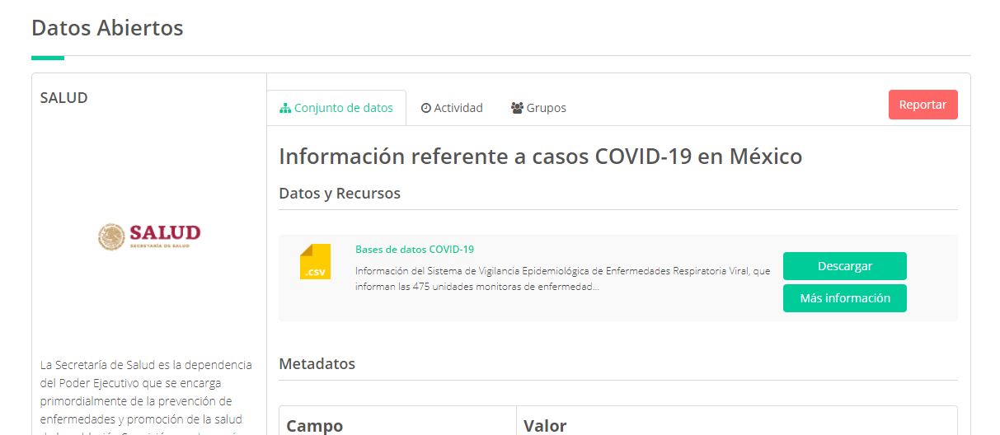 Datos Abiertos
SALUD
Conjunto de datos
Actividad
Grupos
Reportar
Información referente a casos COVID-19 en México
Datos y Recursos
SALUD
SECRETARÍA DE SALUD
.csv
Bases de datos COVID-19
Información del Sistema de Vigilancia Epidemiológica de Enfermedades Respiratoria Viral, que
informan las 475 unidades monitoras de enfermedad...
Descargar
Más información
La Secretaría de Salud es la dependencia
del Poder Ejecutivo que se encarga
primordialmente de la prevención de
enfermedades y promoción de la salud
Metadatos
Campo
Valor